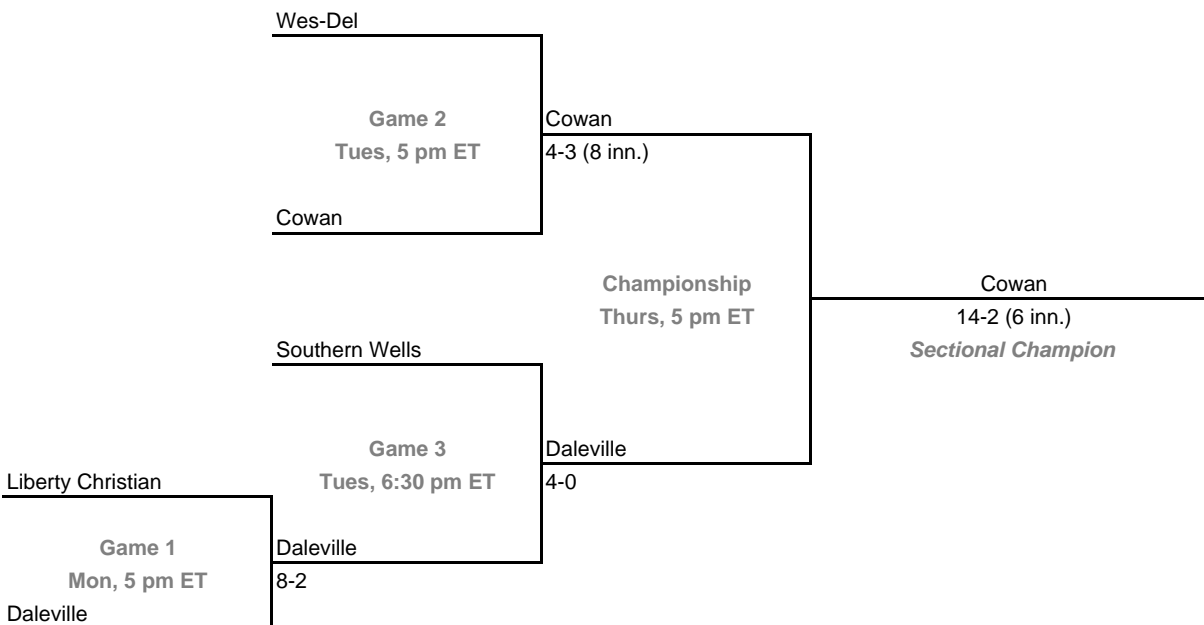 Wes-Del
Game 2
Cowan
Tues, 5 pm ET
4-3 (8 inn.)
Cowan
Championship
Cowan
Thurs, 5 pm ET
14-2 (6 inn.)
Southern Wells
Sectional Champion
Game 3
Daleville
Liberty Christian
Tues, 6:30 pm ET
4-0
Game 1
Daleville
Mon, 5 pm ET
8-2
Daleville